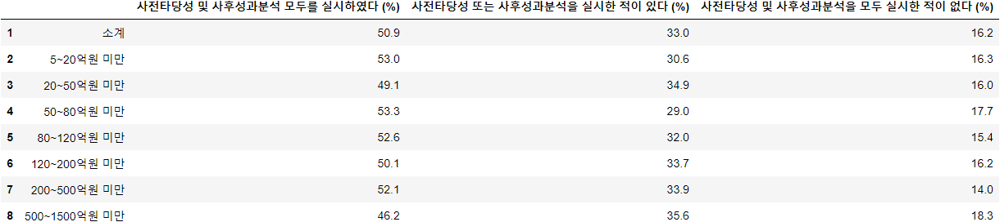 사전타당성 및 사후성과분석 모두를 실시하였다 (%) 사전타당성 또는 사후성과분석을 실시한 적이 있다 (%) 사전타당성 및 사후성과분석을 모두 실시한 적이 없다 (%)
1 소계 50.9 33.0 16.2
2 5~20억원 미만 53.0 30.6 16.3
3 20~50억원 미만 49.1 34.9 16.0
4 50~80억원 미만 53.3 29.0 17.7
5 80~120억원 미만 52.6 32.0 15.4
6 120~200억원 미만 50.1 33.7 16.2
7 200~500억원 미만 52.1 33.9 14.0
8 500~1500억원 미만 46.2 35.6 18.3